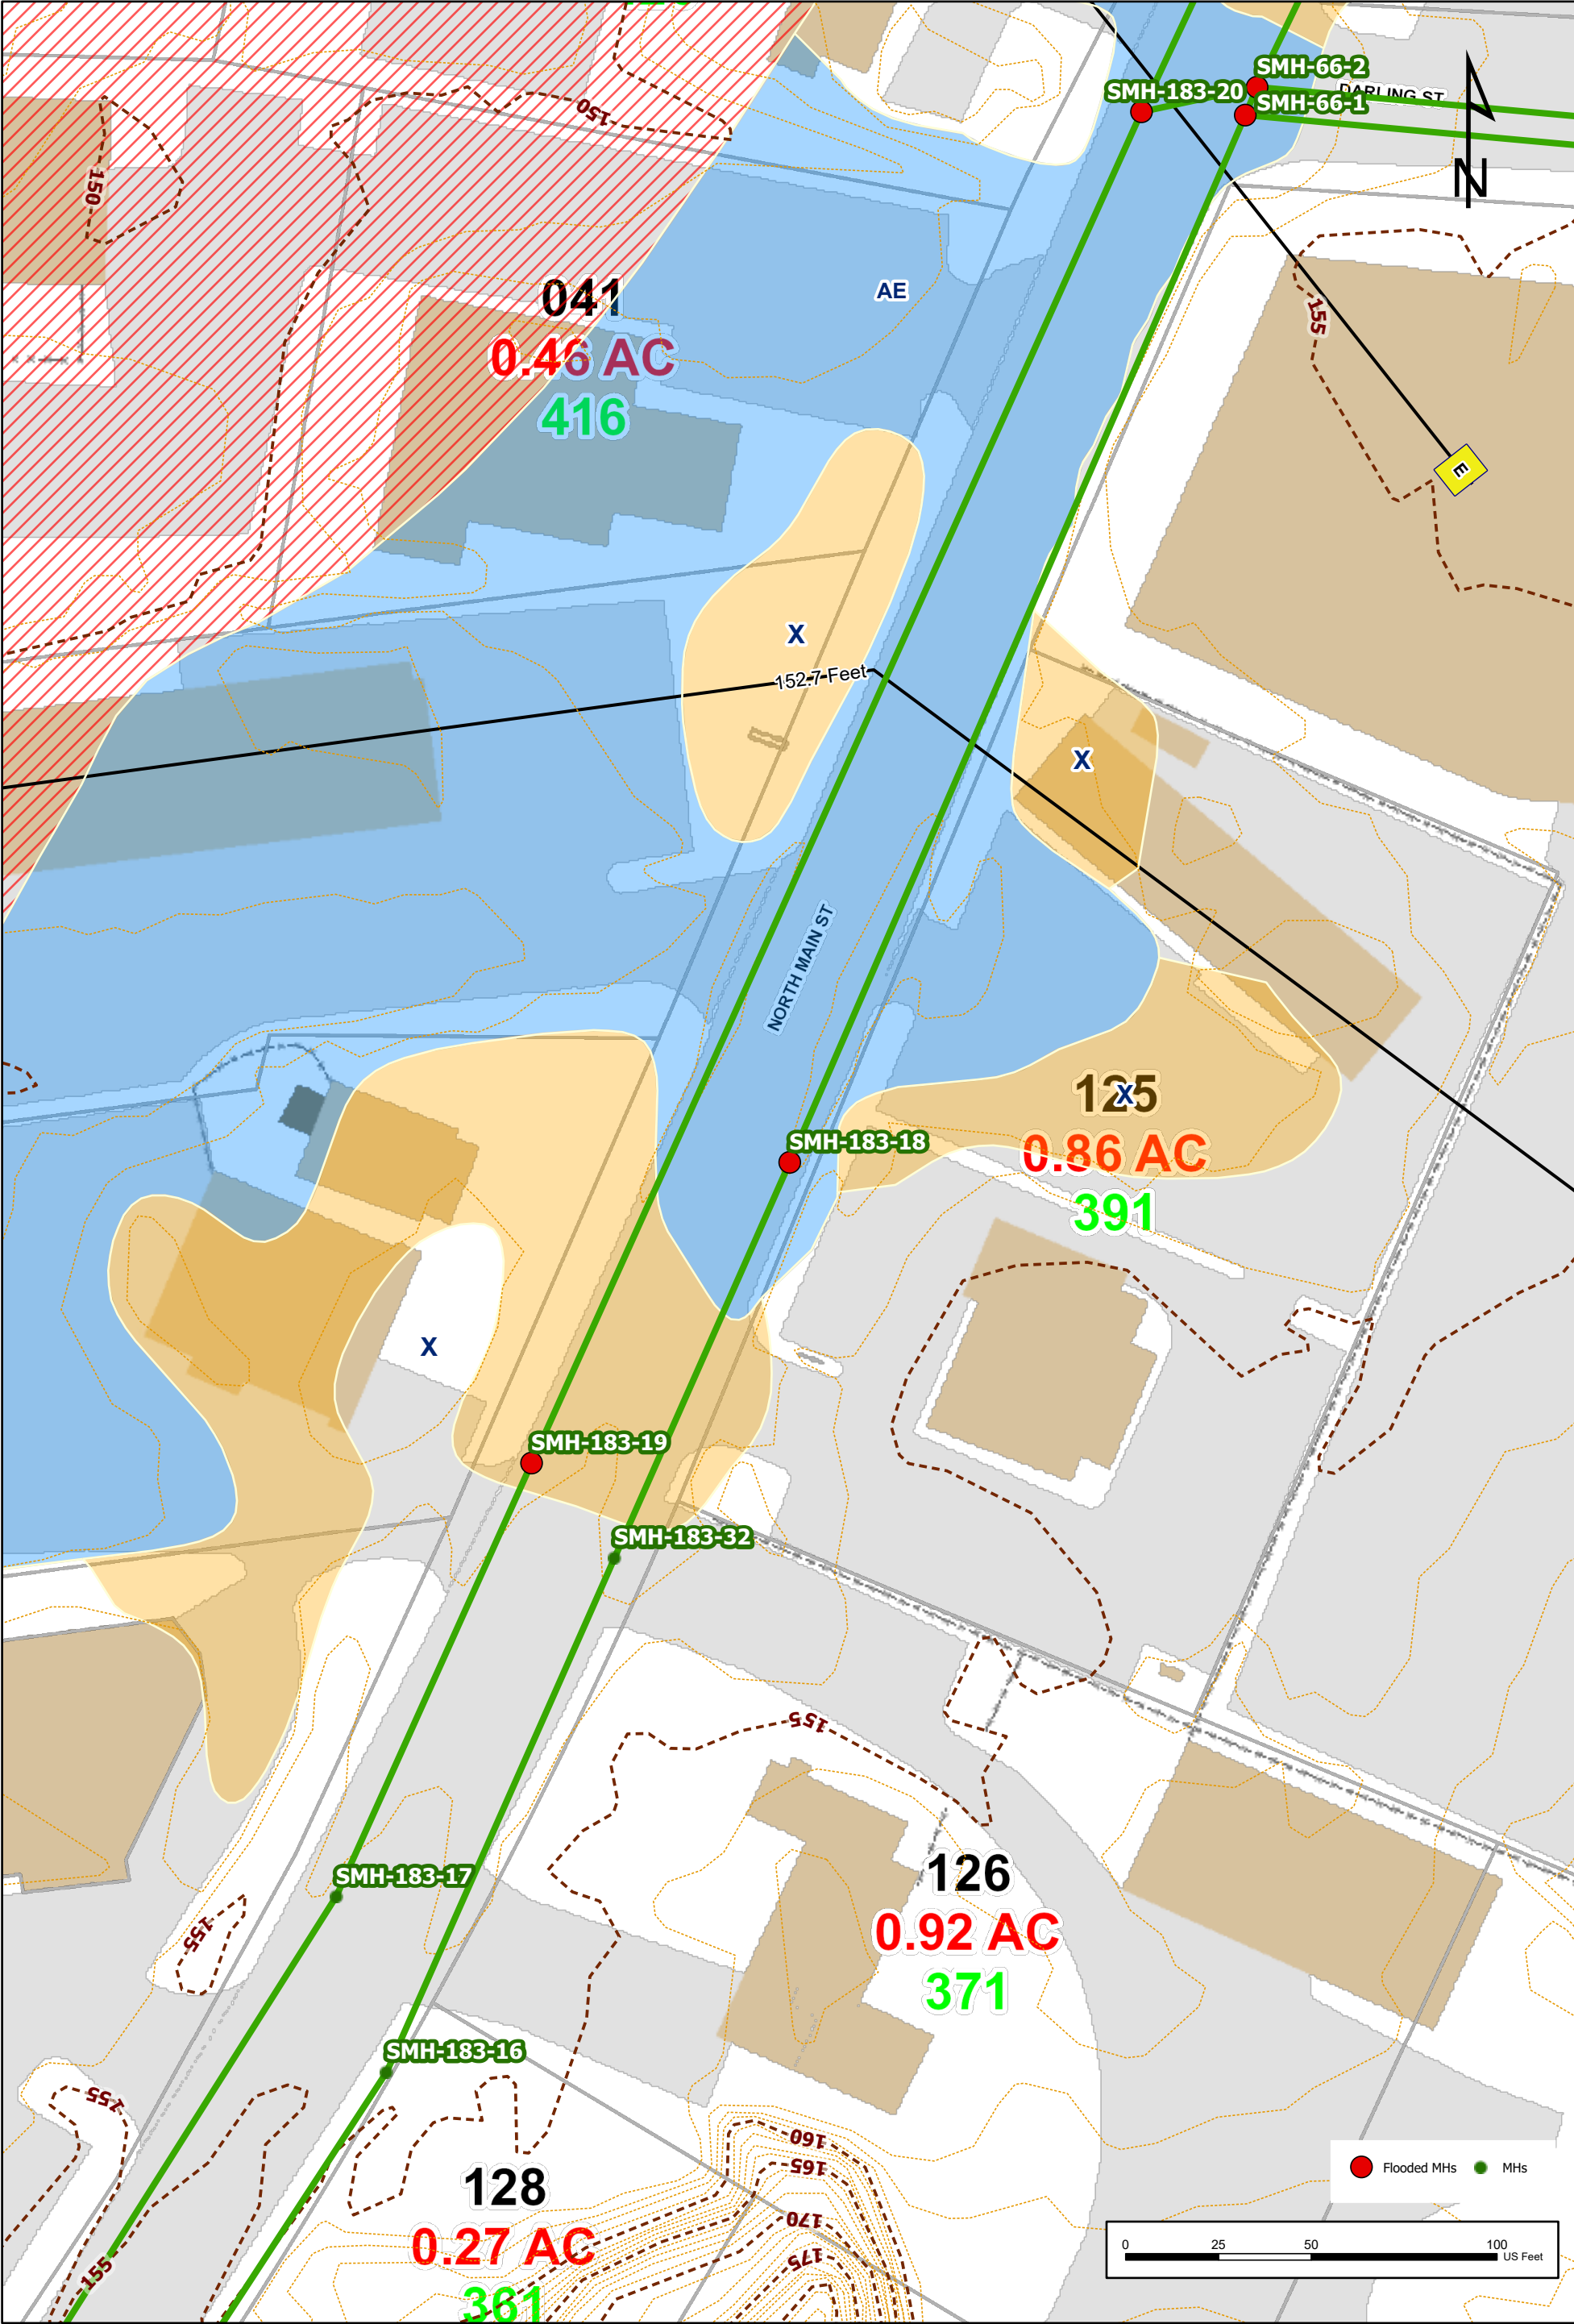 SMH-66-2
SMH-183-20
DARLING ST
SMH-66-1
N
150
150
041
0.46 AC
416
AE
155
E
X
152.7 Feet
X
NORTH MAIN ST
125
X
0.86 AC
391
SMH-183-18
X
SMH-183-19
SMH-183-32
155
126
0.92 AC
371
SMH-183-17
155
SMH-183-16
155
160
165
170
175
128
0.27 AC
361
155
Flooded MHs
MHs
0 25 50 100
US Feet